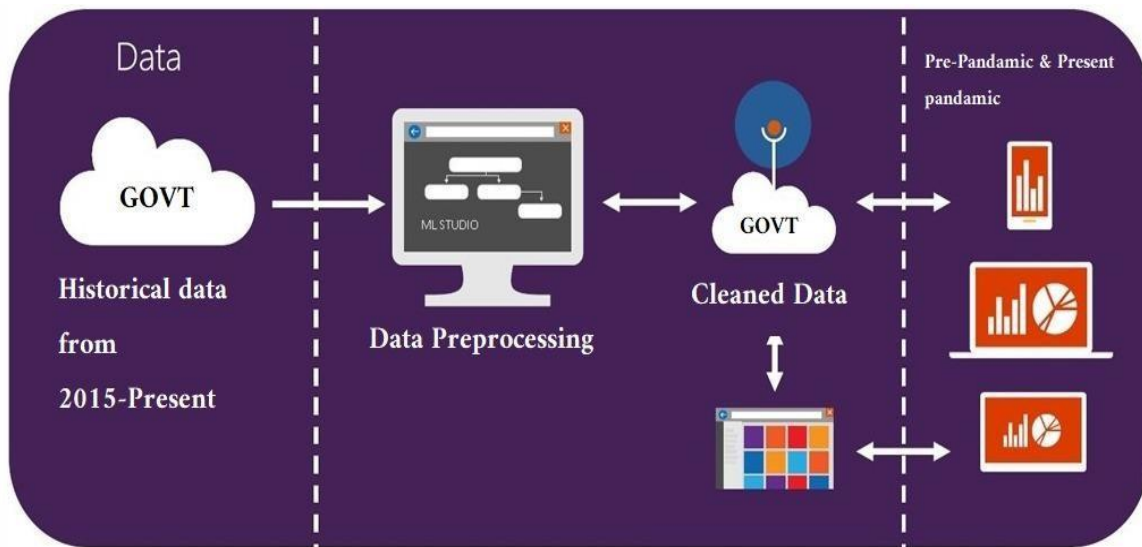 Data
GOVT
Historical data
from
2015-Present
ML STUDIO
Data Preprocessing
GOVT
Cleaned Data
Pre-Pandamic & Present
pandamic